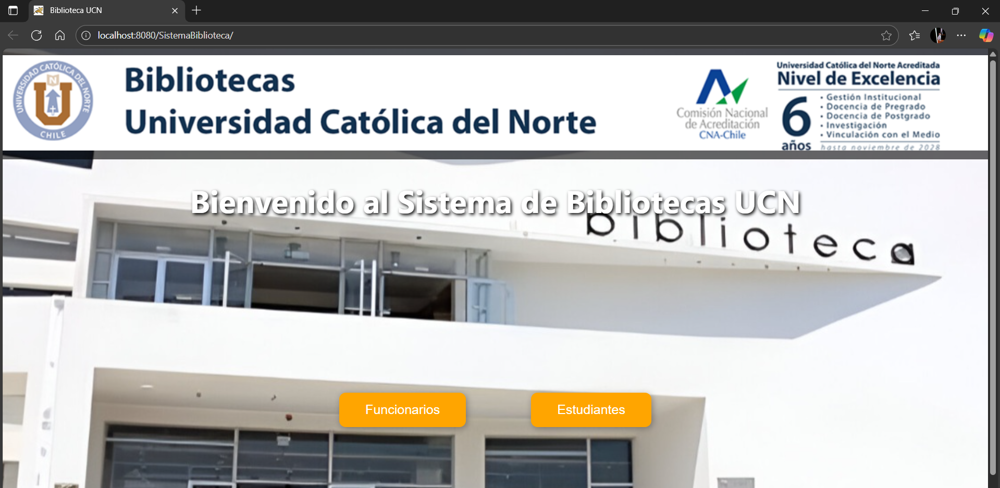 Biblioteca UCN
localhost:8080/SistemaBiblioteca/
UNIVERSIDAD CATÓLICA DEL NORTE
N
CHILE
Bibliotecas
Universidad Católica del Norte
Comisión Nacional
de Acreditación
CNA-Chile
Universidad Católica del Norte Acreditada
Nivel de Excelencia
6
años
• Gestión Institucional
• Docencia de Pregrado
• Docencia de Postgrado
• Investigación
• Vinculación con el Medio
hasta noviembre de 2028
Bienvenido al Sistema de Bibliotecas UCN
biblioteca
Funcionarios
Estudiantes